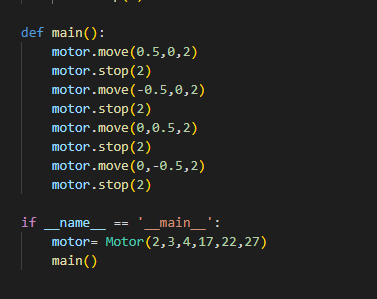 def main():
    motor.move(0.5,0,2)
    motor.stop(2)
    motor.move(-0.5,0,2)
    motor.stop(2)
    motor.move(0,0.5,2)
    motor.stop(2)
    motor.move(0,-0.5,2)
    motor.stop(2)
if __name__ == '__main__':
    motor= Motor(2,3,4,17,22,27)
    main()